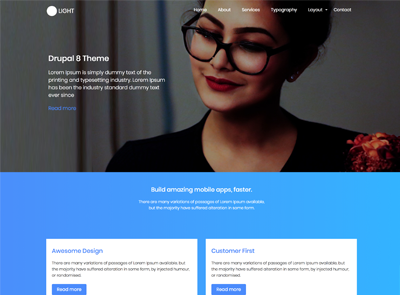 LIGHT
Home About Services Typography Layout Contact
Drupal 8 Theme
Lorem Ipsum is simply dummy text of the
printing and typesetting industry. Lorem Ipsum
has been the industry standard dummy text
ever since
Read more
Build amazing mobile apps, faster.
There are many variations of passages of Lorem Ipsum available,
but the majority have suffered alteration in some form.
Awesome Design
There are many variations of passages of Lorem Ipsum available,
but the majority have suffered alteration in some form, by injected humour,
or randomised.
Read more
Customer First
There are many variations of passages of Lorem Ipsum available, but
the majority have suffered alteration in some form, by injected humour,
or randomised.
Read more